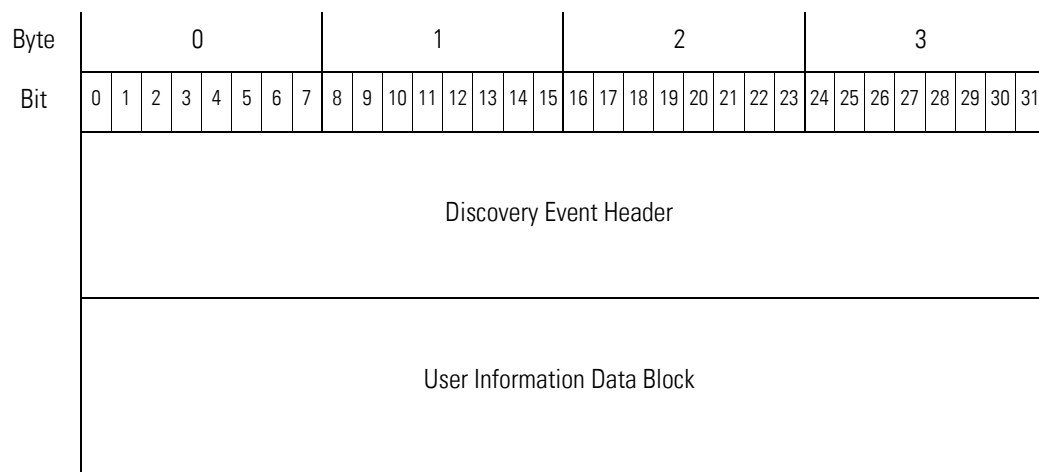 Byte 0 1 2 3
Bit 0 1 2 3 4 5 6 7 8 9 10 11 12 13 14 15 16 17 18 19 20 21 22 23 24 25 26 27 28 29 30 31
Discovery Event Header
User Information Data Block